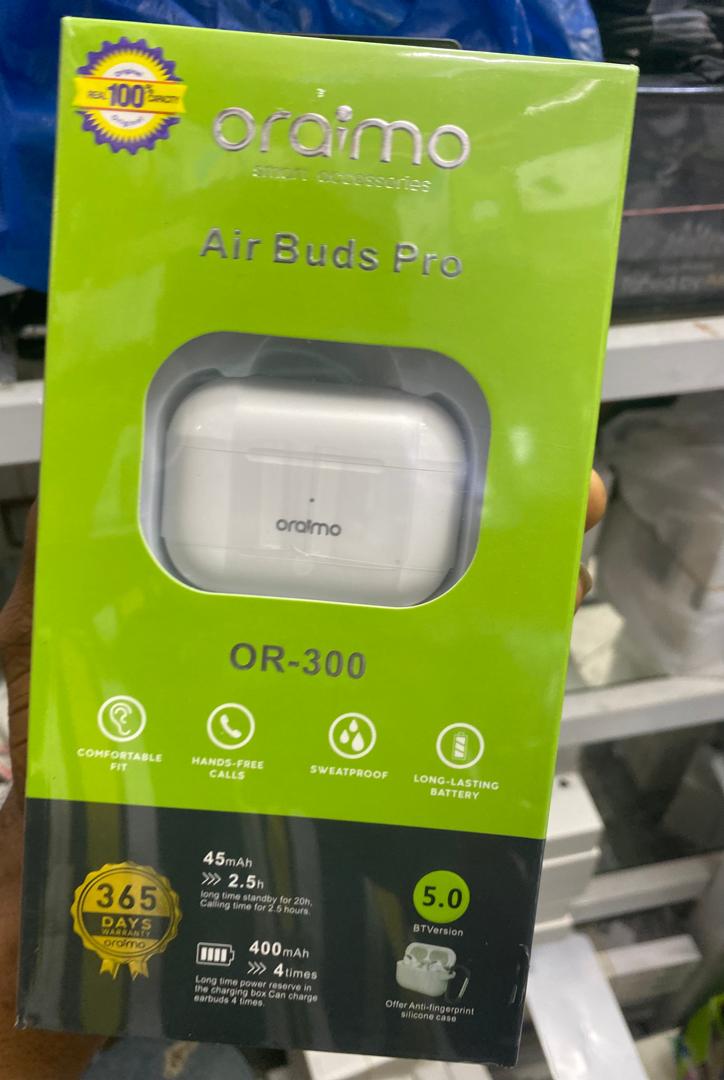 Original
REAL 100% CAPACITY
Original
oraimo
smart accessories
Air Buds Pro
oraimo
OR-300
COMFORTABLE
FIT
HANDS-FREE
CALLS
SWEATPROOF
LONG-LASTING
BATTERY
365
DAYS
WARRANTY
oraimo
45mAh
>>> 2.5h
long time standby for 20h,
Calling time for 2.5 hours.
400mAh
>>> 4times
Long time power reserve in
the charging box Can charge
earbuds 4 times.
5.0
BTVersion
Offer Anti-fingerprint
silicone case